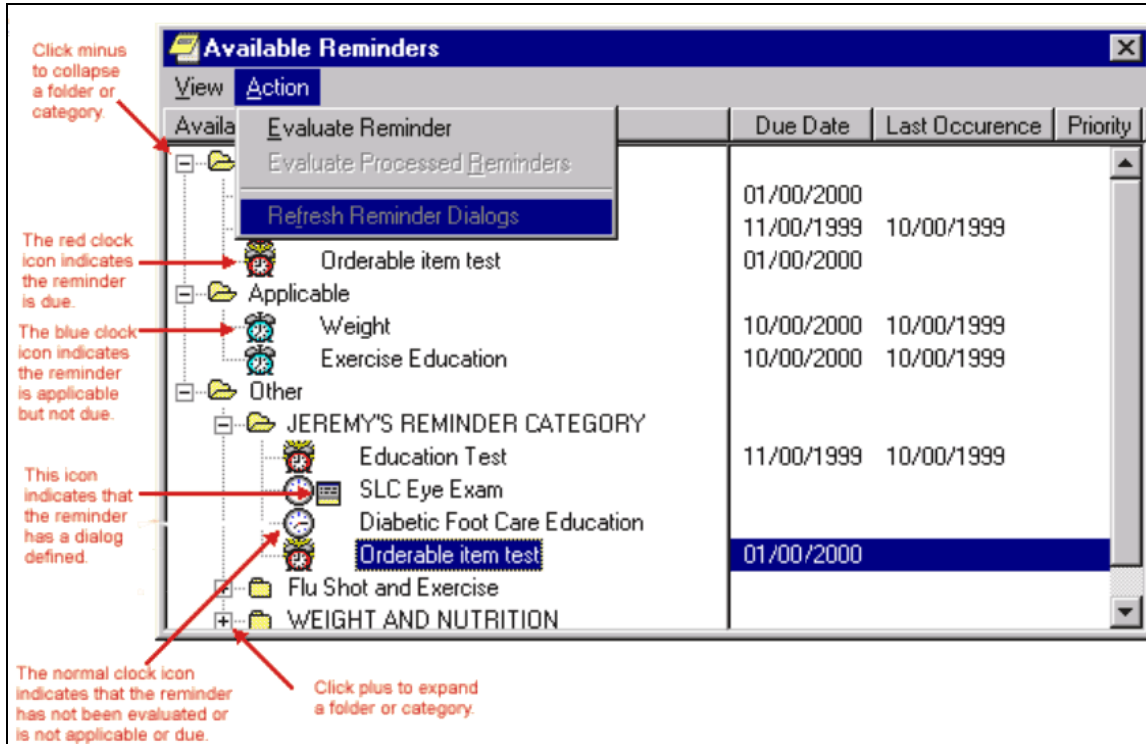 Click minus
to collapse
a folder or
category.
Available Reminders
View Action
Availa
Due Date Last Occurence Priority
Evaluate Reminder
Evaluate Processed Reminders
Refresh Reminder Dialogs
01/00/2000
11/00/1999 10/00/1999
The red clock
icon indicates
the reminder
is due.
Orderable item test 01/00/2000
Applicable
The blue clock
icon indicates
the reminder
is applicable
but not due.
Weight 10/00/2000 10/00/1999
Exercise Education 10/00/2000 10/00/1999
Other
JEREMY'S REMINDER CATEGORY
Education Test 11/00/1999 10/00/1999
This icon
indicates that
the reminder
has a dialog
defined.
SLC Eye Exam
Diabetic Foot Care Education
Orderable item test 01/00/2000
Flu Shot and Exercise
WEIGHT AND NUTRITION
The normal clock icon
indicates that the reminder
has not been evaluated or
is not applicable or due.
Click plus to expand
a folder or category.